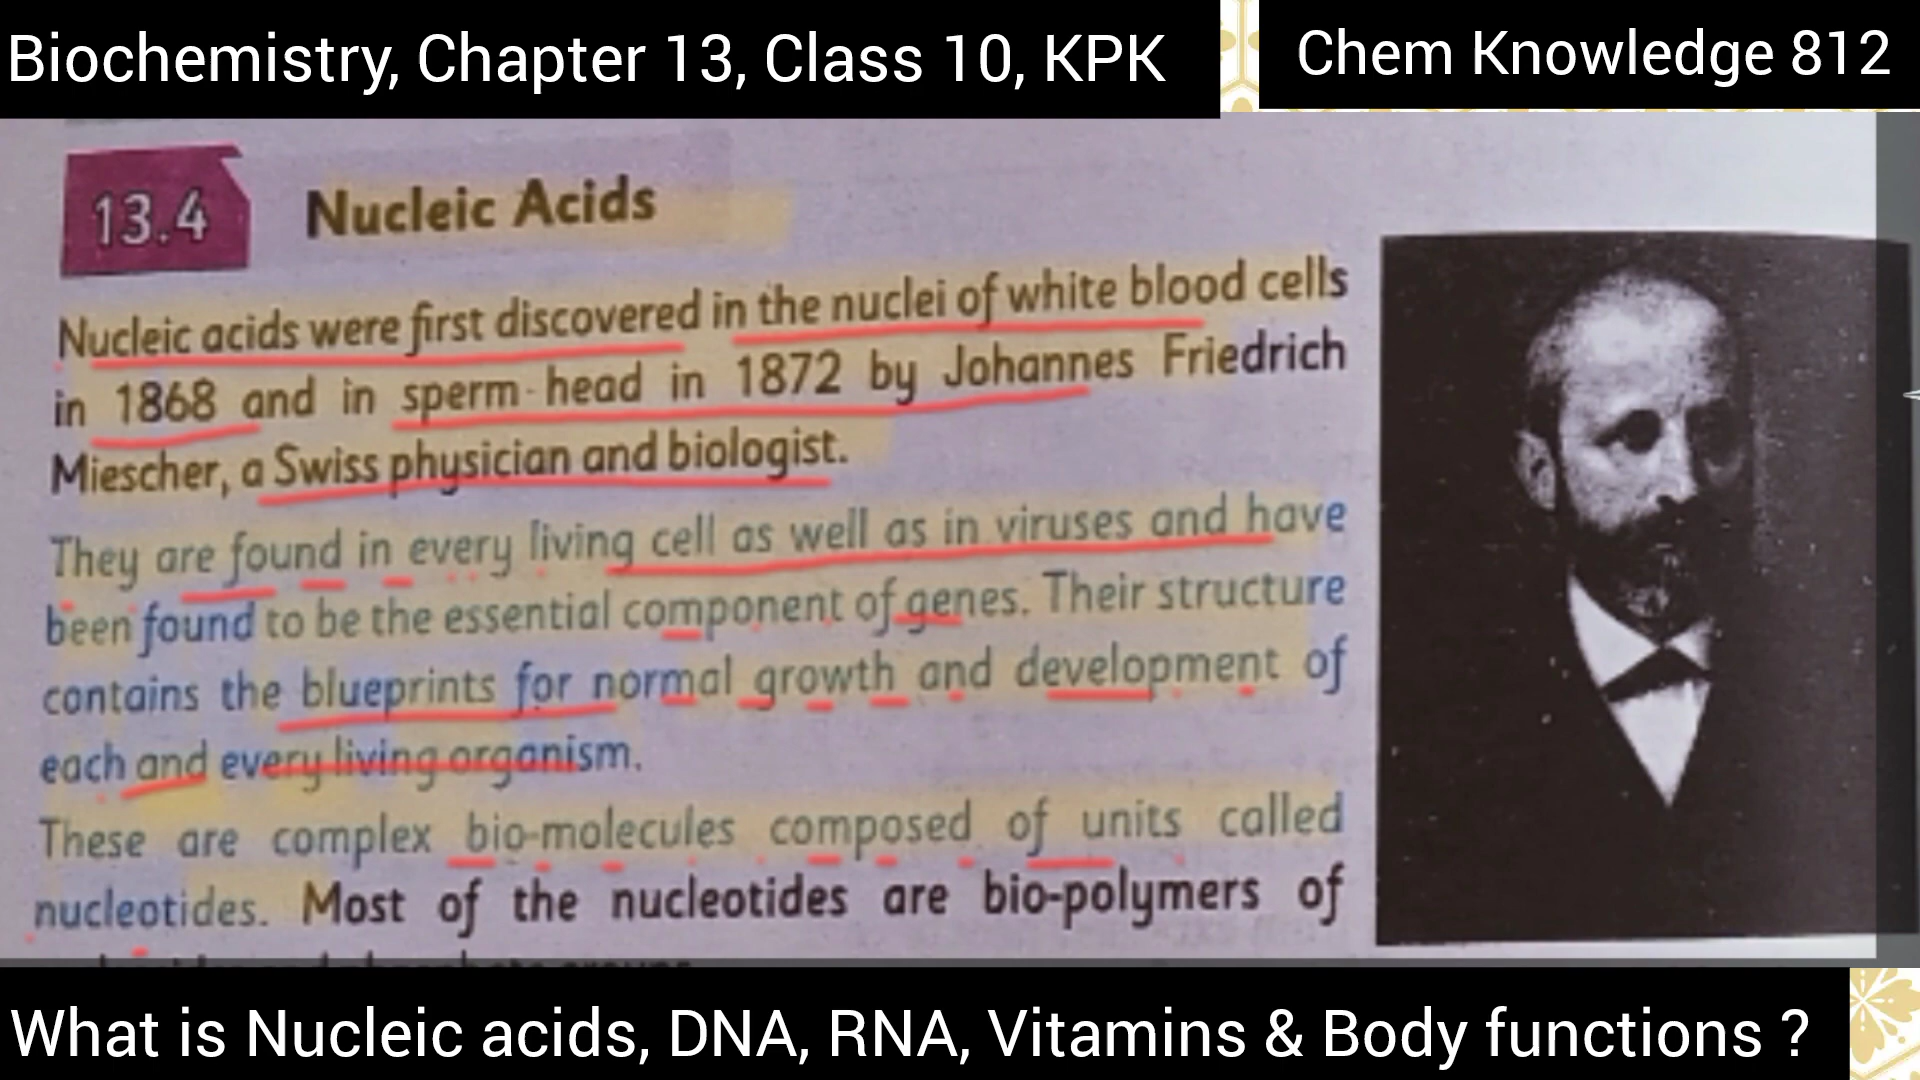 Biochemistry, Chapter 13, Class 10, KPK
Chem Knowledge 812
13.4 Nucleic Acids
Nucleic acids were first discovered in the nuclei of white blood cells
in 1868 and in sperm-head in 1872 by Johannes Friedrich
Miescher, a Swiss physician and biologist.
They are found in every living cell as well as in viruses and have
been found to be the essential component of genes. Their structure
contains the blueprints for normal growth and development of
each and every living organism.
These are complex bio-molecules composed of units called
nucleotides. Most of the nucleotides are bio-polymers of
What is Nucleic acids, DNA, RNA, Vitamins & Body functions ?